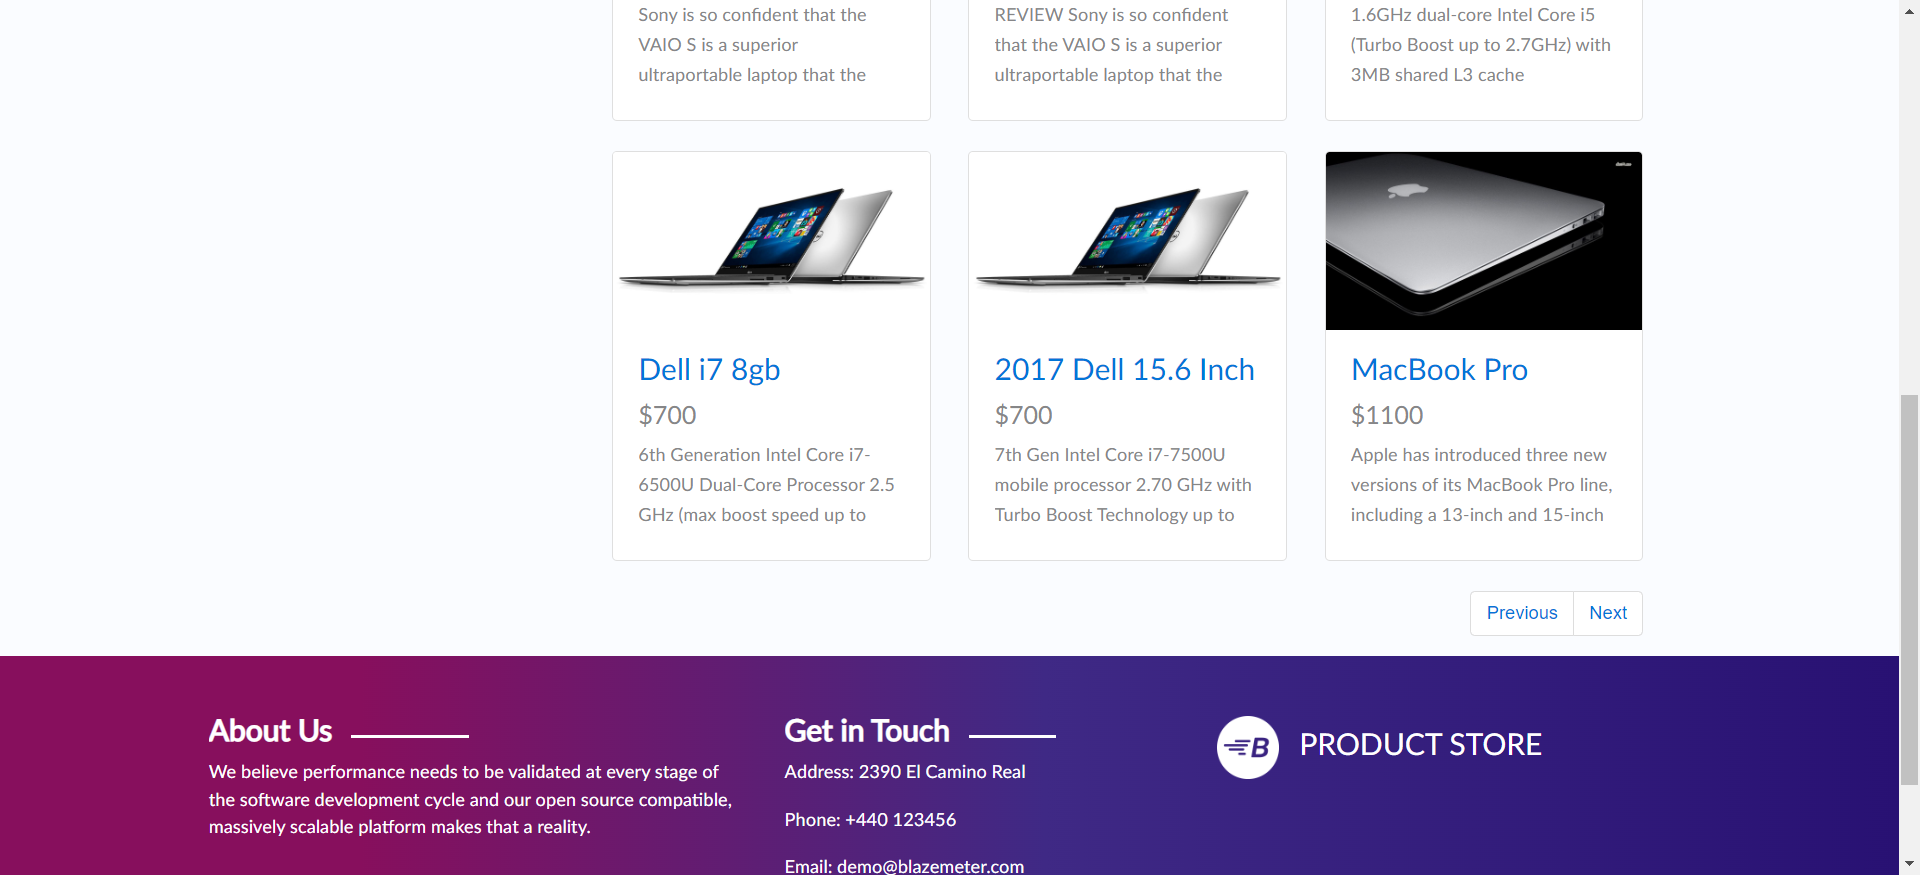 Sony is so confident that the
VAIO S is a superior
ultraportable laptop that the
REVIEW Sony is so confident
that the VAIO S is a superior
ultraportable laptop that the
1.6GHz dual-core Intel Core i5
(Turbo Boost up to 2.7GHz) with
3MB shared L3 cache
Dell i7 8gb
$700
6th Generation Intel Core i7-
6500U Dual-Core Processor 2.5
GHz (max boost speed up to
2017 Dell 15.6 Inch
$700
7th Gen Intel Core i7-7500U
mobile processor 2.70 GHz with
Turbo Boost Technology up to
MacBook Pro
$1100
Apple has introduced three new
versions of its MacBook Pro line,
including a 13-inch and 15-inch
Previous
Next
About Us
We believe performance needs to be validated at every stage of
the software development cycle and our open source compatible,
massively scalable platform makes that a reality.
Get in Touch
Address: 2390 El Camino Real
Phone: +440 123456
Email: demo@blazemeter.com
B
PRODUCT STORE